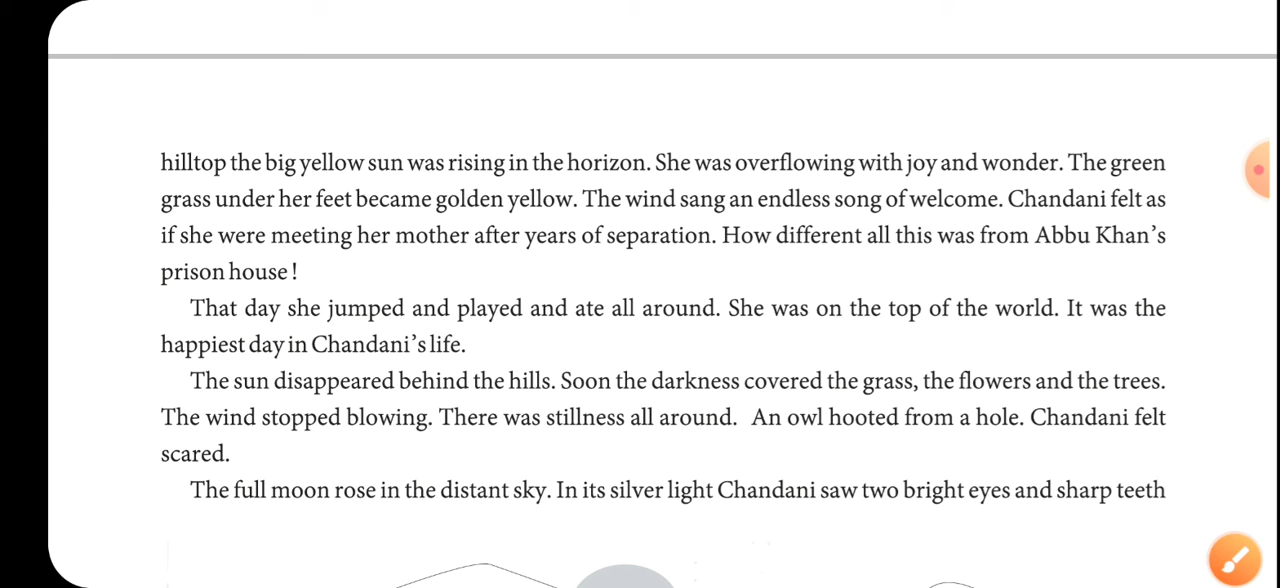 hilltop the big yellow sun was rising in the horizon. She was overflowing with joy and wonder. The green
grass under her feet became golden yellow. The wind sang an endless song of welcome. Chandani felt as
if she were meeting her mother after years of separation. How different all this was from Abbu Khan’s
prison house !
That day she jumped and played and ate all around. She was on the top of the world. It was the
happiest day in Chandani’s life.
The sun disappeared behind the hills. Soon the darkness covered the grass, the flowers and the trees.
The wind stopped blowing. There was stillness all around.  An owl hooted from a hole. Chandani felt
scared.
The full moon rose in the distant sky. In its silver light Chandani saw two bright eyes and sharp teeth